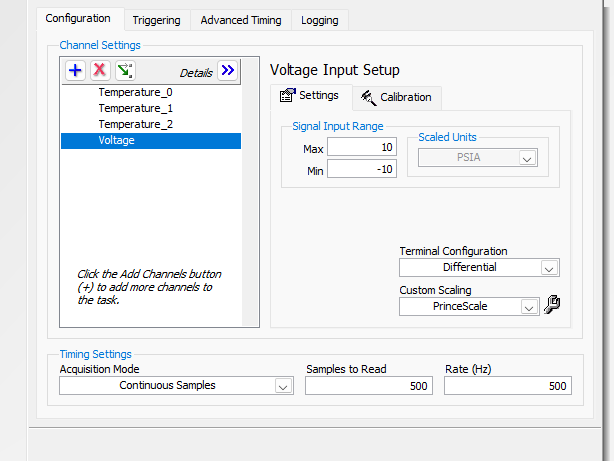 Configuration Triggering Advanced Timing Logging
Channel Settings
Details
Temperature_0
Temperature_1
Temperature_2
Voltage
Click the Add Channels button
(+) to add more channels to
the task.
Voltage Input Setup
Settings Calibration
Signal Input Range
Max 10
Min -10
Scaled Units
PSIA
Terminal Configuration
Differential
Custom Scaling
PrinceScale
Timing Settings
Acquisition Mode Samples to Read Rate (Hz)
Continuous Samples 500 500